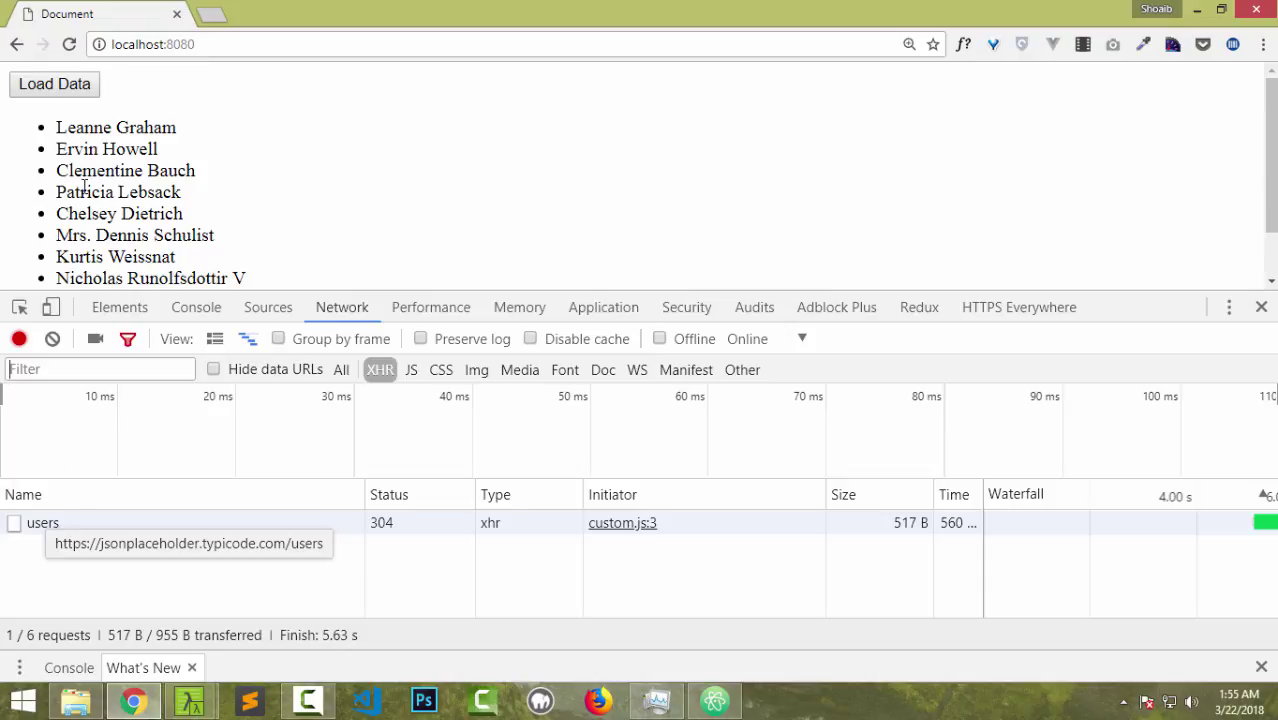 Document
Shoaib
localhost:8080
f?
Load Data
Leanne Graham
Ervin Howell
Clementine Bauch
Patricia Lebsack
Chelsey Dietrich
Mrs. Dennis Schulist
Kurtis Weissnat
Nicholas Runolfsdottir V
Elements Console Sources Network Performance Memory Application Security Audits Adblock Plus Redux HTTPS Everywhere
View: Group by frame Preserve log Disable cache Offline Online
Filter Hide data URLs All XHR JS CSS Img Media Font Doc WS Manifest Other
10 ms 20 ms 30 ms 40 ms 50 ms 60 ms 70 ms 80 ms 90 ms 100 ms 110
Name Status Type Initiator Size Time Waterfall 4.00 s 6.0
users 304 xhr custom.js:3 517 B 560 ...
https://jsonplaceholder.typicode.com/users
1 / 6 requests | 517 B / 955 B transferred | Finish: 5.63 s
Console What's New
Ps
1:55 AM
3/22/2018